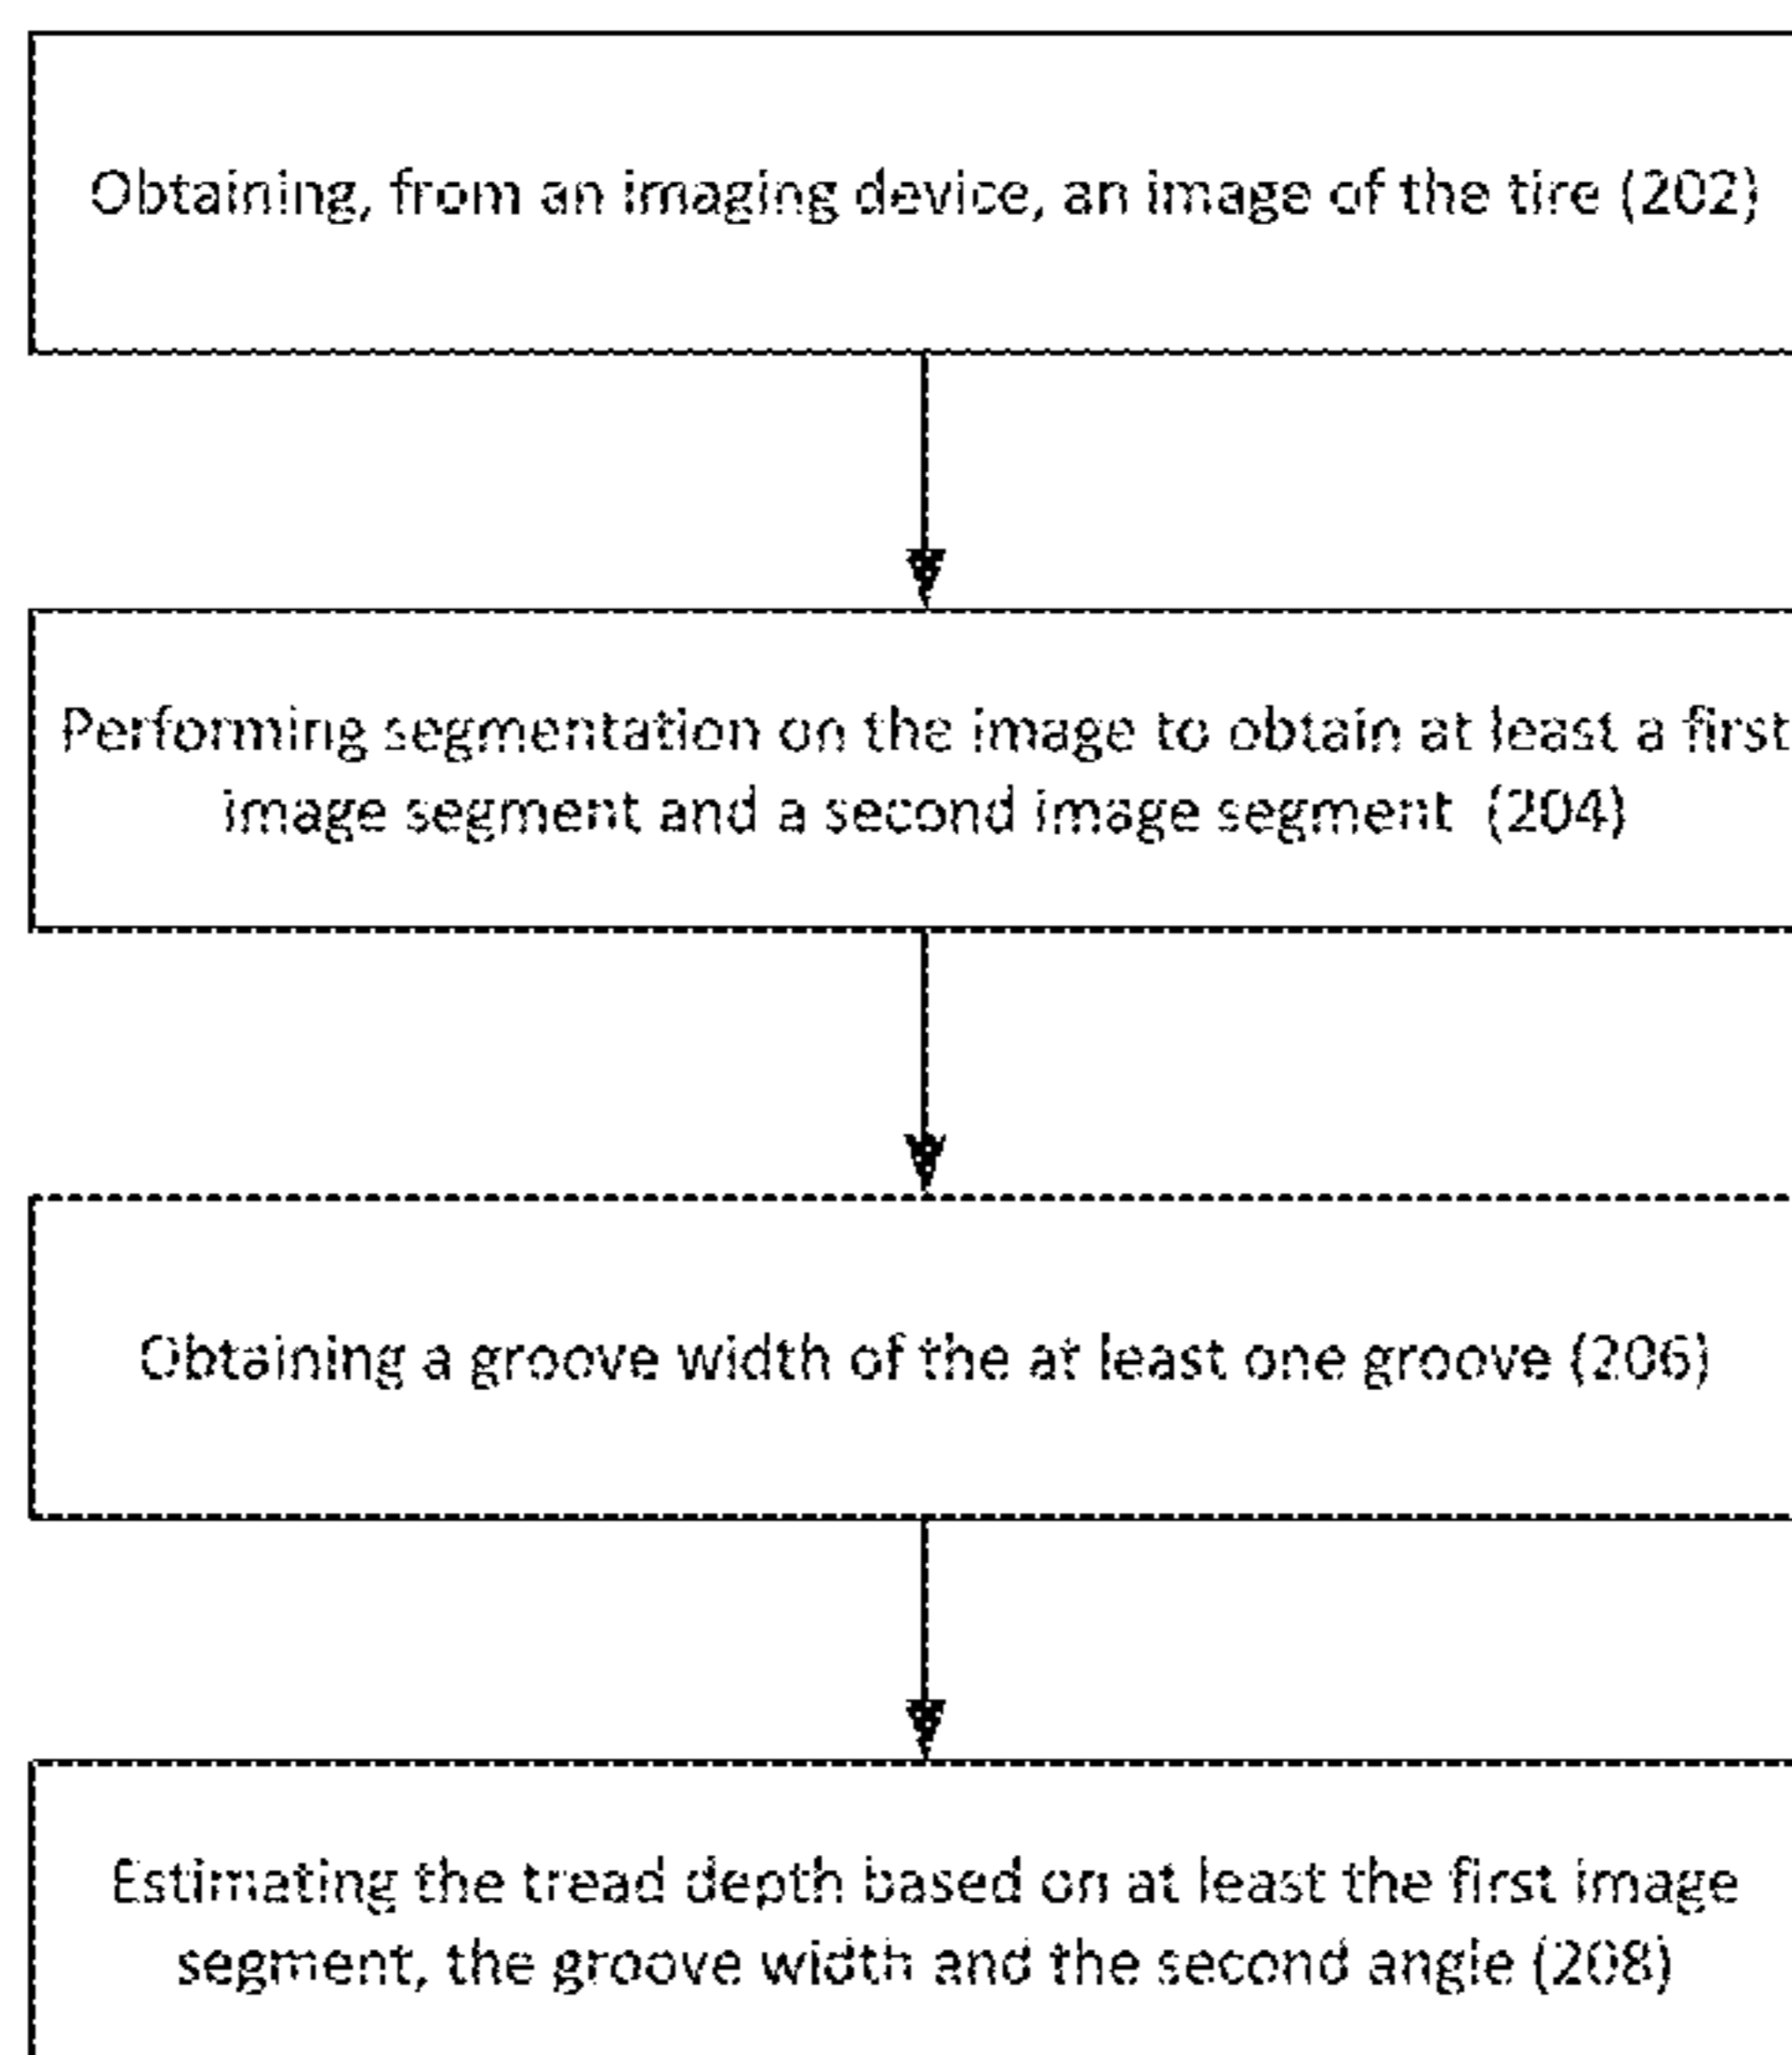 Obtaining, from an imaging device, an image of the tire (202)
Performing segmentation on the image to obtain at least a first
image segment and a second image segment (204)
Obtaining a groove width of the at least one groove (206)
Estimating the tread depth based on at least the first image
segment, the groove width and the second angle (208)